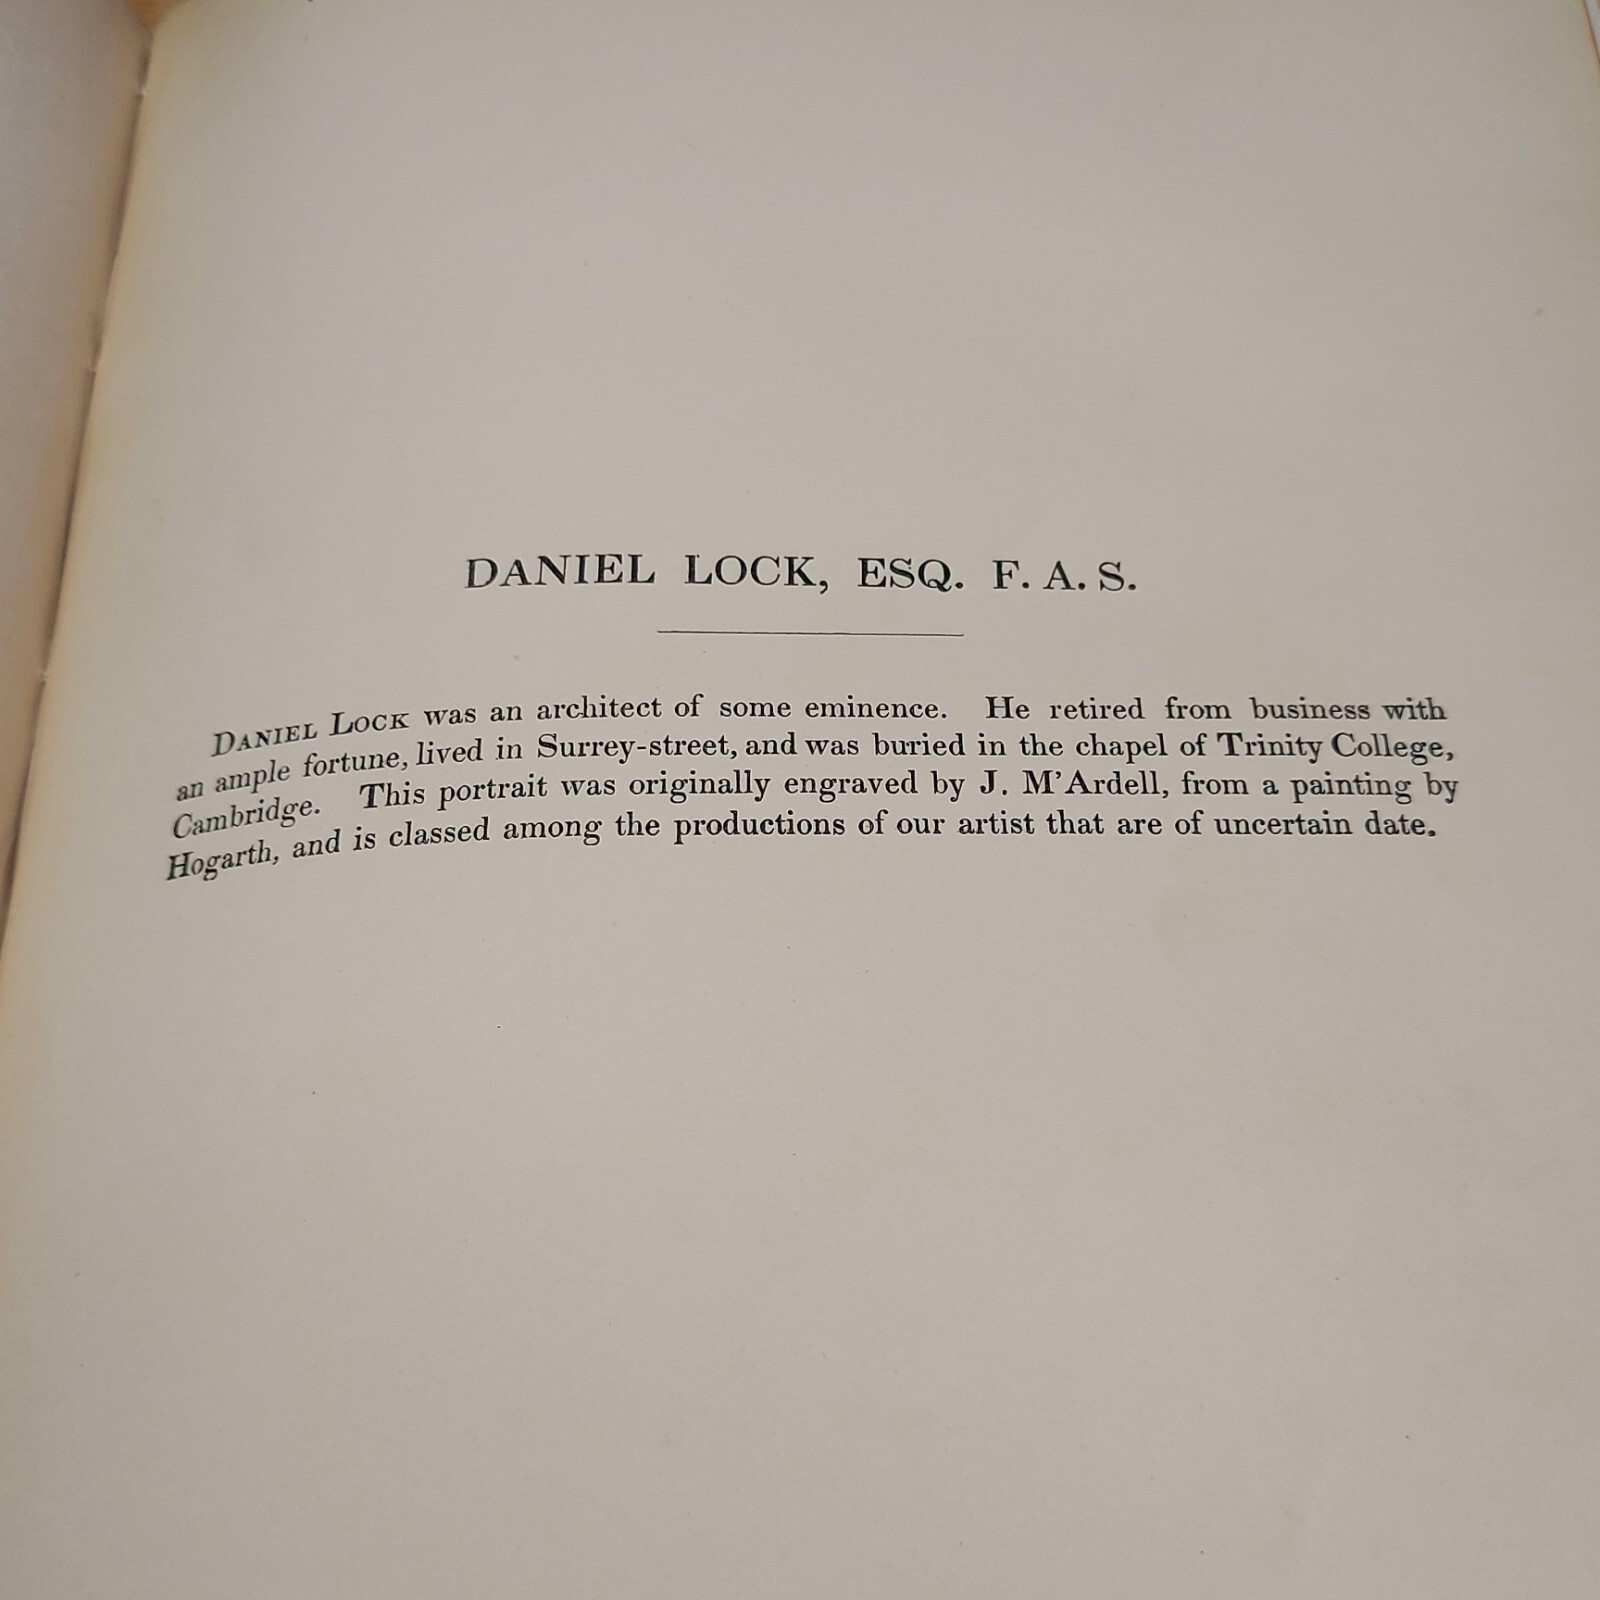 DANIEL LOCK, ESQ. F. A. S.
DANIEL LOCK was an architect of some eminence. He retired from business with
an ample fortune, lived in Surrey-street, and was buried in the chapel of Trinity College,
Cambridge. This portrait was originally engraved by J. M'Ardell, from a painting by
Hogarth, and is classed among the productions of our artist that are of uncertain date.